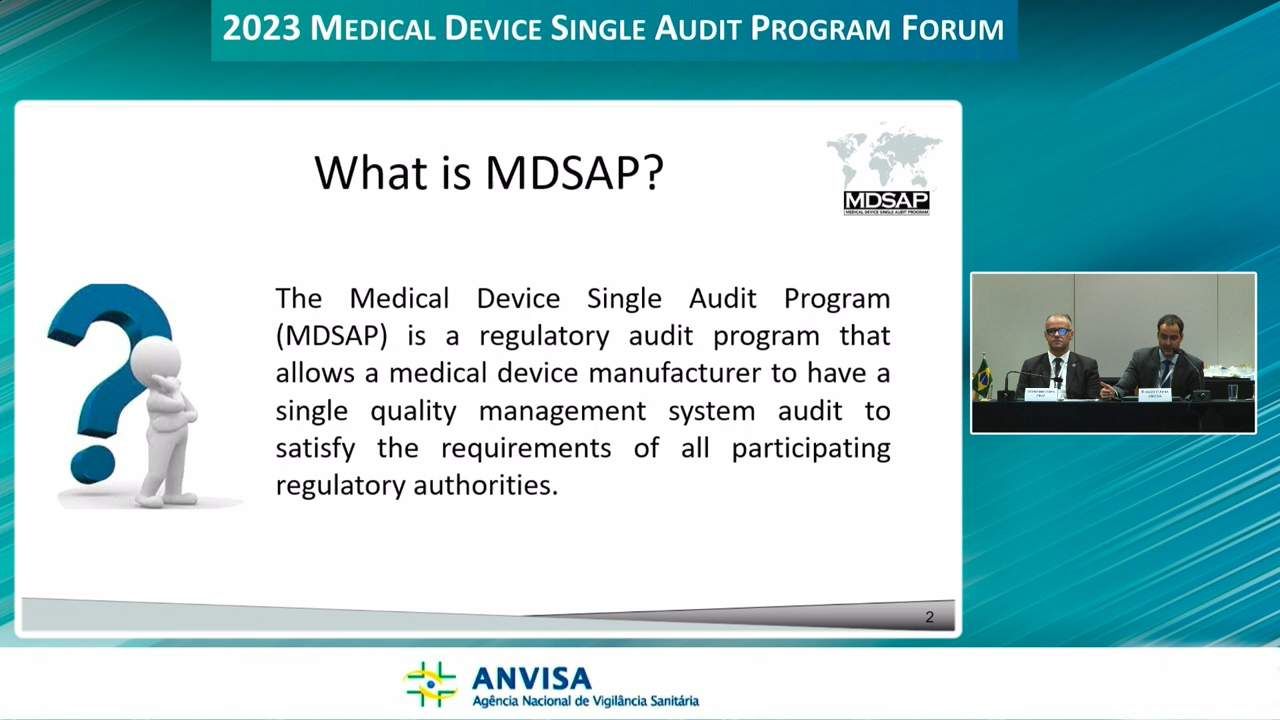 2023 MEDICAL DEVICE SINGLE AUDIT PROGRAM FORUM
What is MDSAP?
MDSAP
MEDICAL DEVICE SINGLE AUDIT PROGRAM
The Medical Device Single Audit Program
(MDSAP) is a regulatory audit program that
allows a medical device manufacturer to have a
single quality management system audit to
satisfy the requirements of all participating
regulatory authorities.
2
ANVISA
Agência Nacional de Vigilância Sanitária